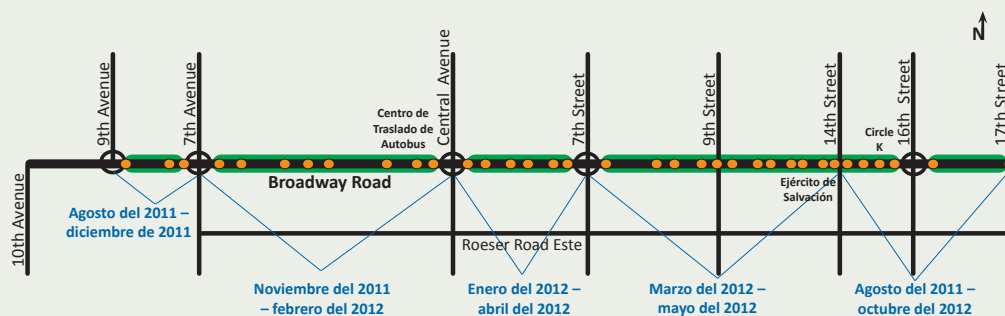 N
9th Avenue
7th Avenue
Central Avenue
7th Street
9th Street
14th Street
16th Street
17th Street
Centro de
Traslado de
Autobus
Circle
K
Broadway Road
Ejército de
Salvación
10th Avenue
Agosto del 2011 –
diciembre de 2011
Roeser Road Este
Noviembre del 2011
– febrero del 2012
Enero del 2012 –
abril del 2012
Marzo del 2012 –
mayo del 2012
Agosto del 2011 –
octubre del 2012